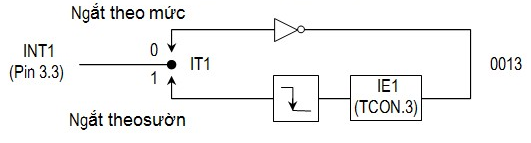 Ngắt theo mức
INT1
(Pin 3.3)
0
1
IT1
IE1
(TCON.3)
0013
Ngắt theosườn